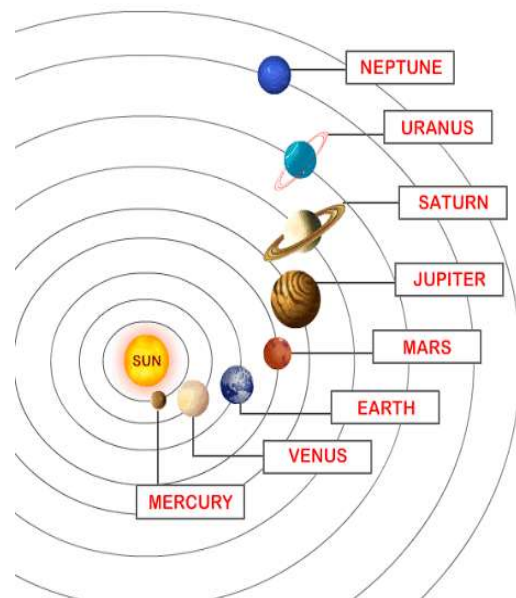 NEPTUNE
URANUS
SATURN
JUPITER
MARS
SUN
EARTH
VENUS
MERCURY